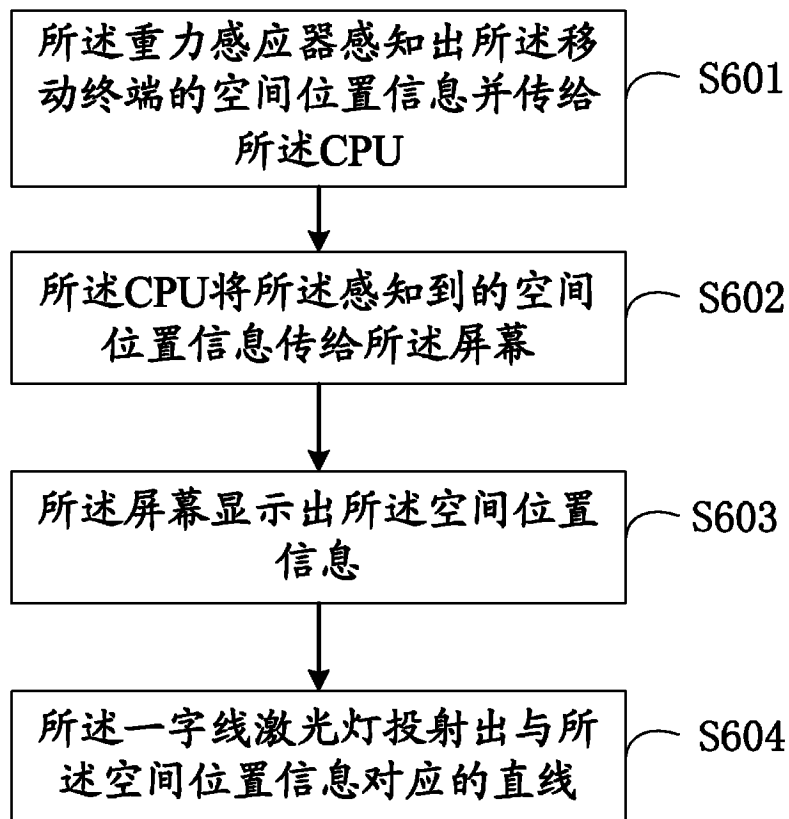 所述重力感应器感知出所述移
动终端的空间位置信息并传给
所述CPU
S601
所述CPU将所述感知到的空间
位置信息传给所述屏幕
S602
所述屏幕显示出所述空间位置
信息
S603
所述一字线激光灯投射出与所
述空间位置信息对应的直线
S604